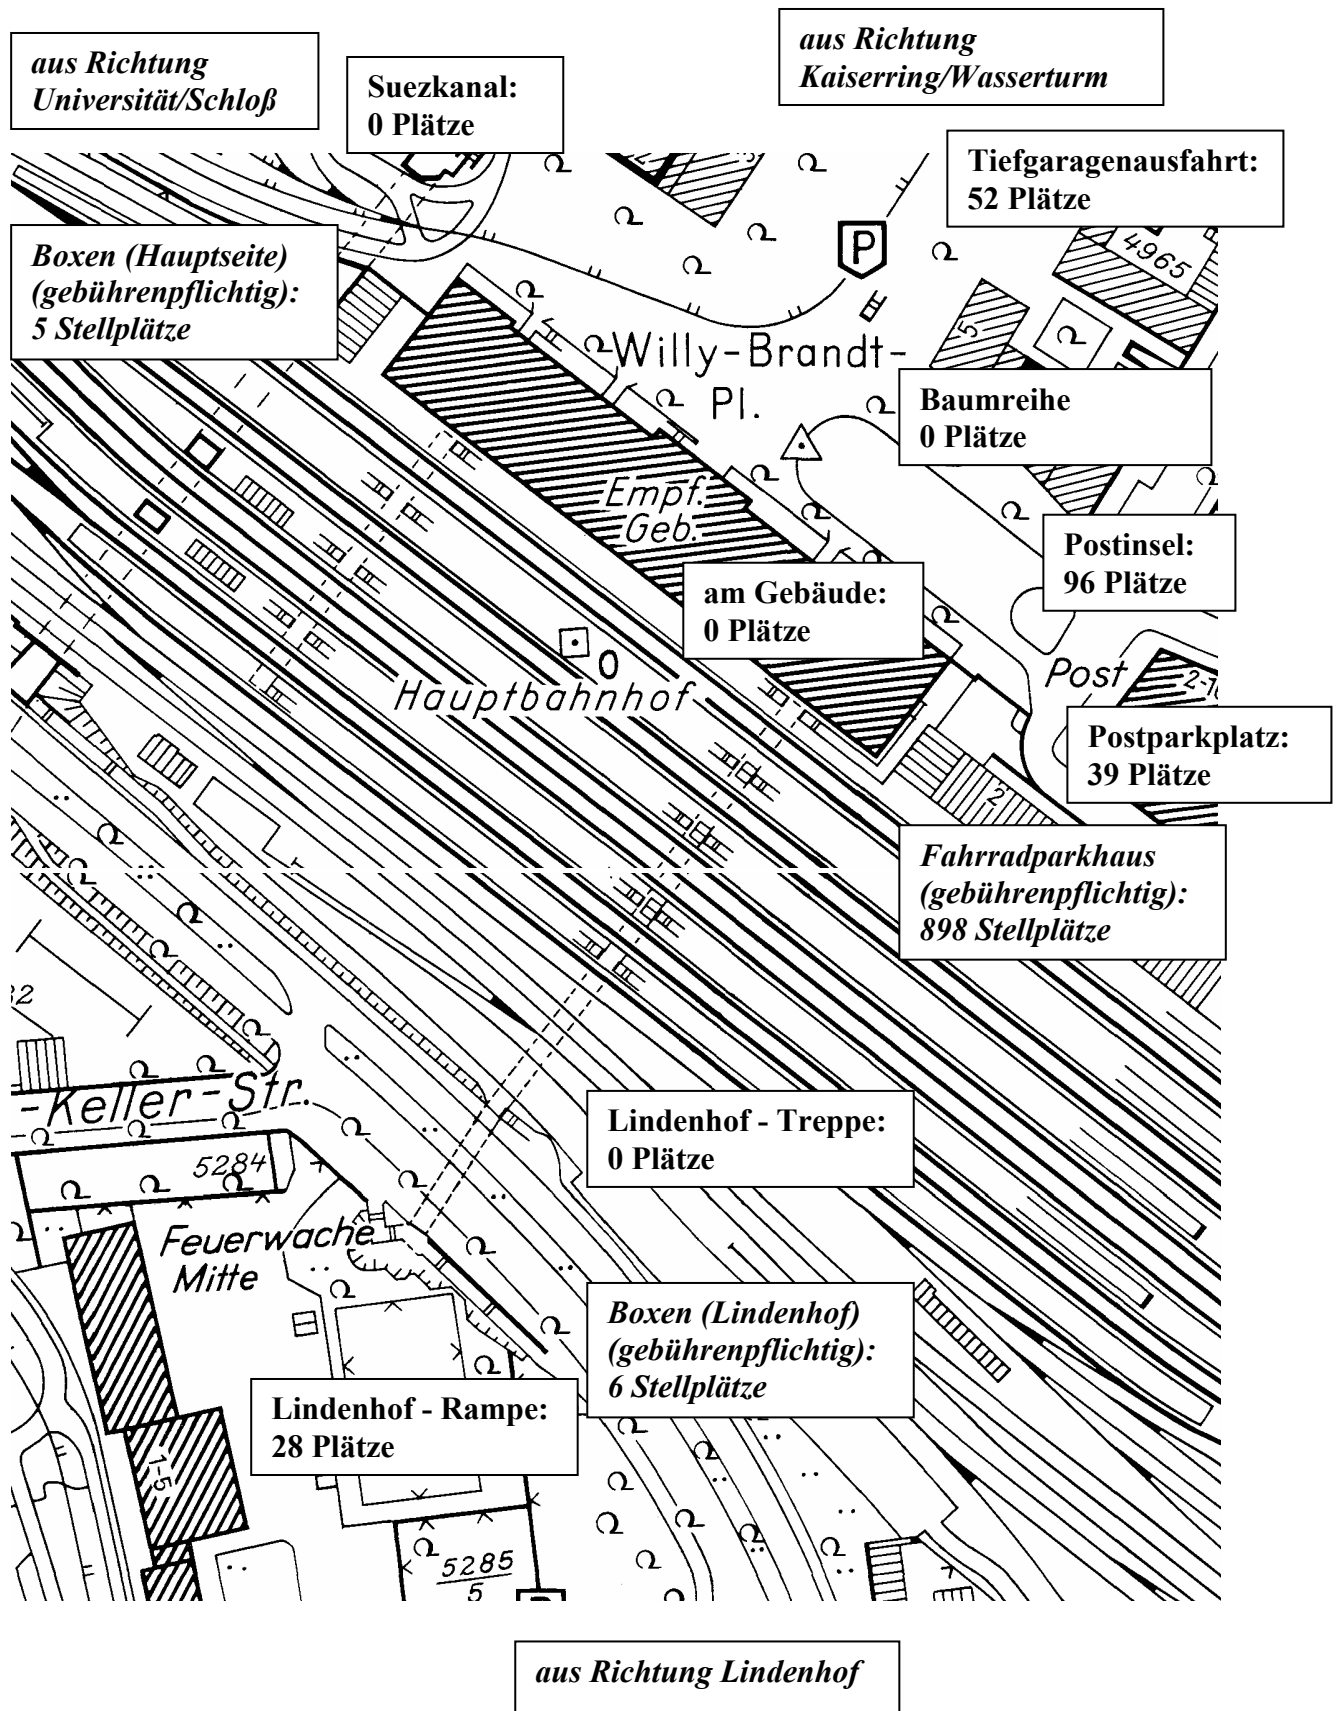 aus Richtung
Universität/Schloß
Suezkanal:
0 Plätze
aus Richtung
Kaiserring/Wasserturm
Tiefgaragenausfahrt:
52 Plätze
4965
Boxen (Hauptseite)
(gebührenpflichtig):
5 Stellplätze
P
5
Willy-Brandt-
Pl.
Baumreihe
0 Plätze
Empf.
Geb.
Postinsel:
96 Plätze
am Gebäude:
0 Plätze
Hauptbahnhof
Post
Postparkplatz:
39 Plätze
2
Fahrradparkhaus
(gebührenpflichtig):
898 Stellplätze
-Keller-Str.
Lindenhof - Treppe:
0 Plätze
5284
Feuerwache
Mitte
Boxen (Lindenhof)
(gebührenpflichtig):
6 Stellplätze
Lindenhof - Rampe:
28 Plätze
1-5
5285
5
aus Richtung Lindenhof